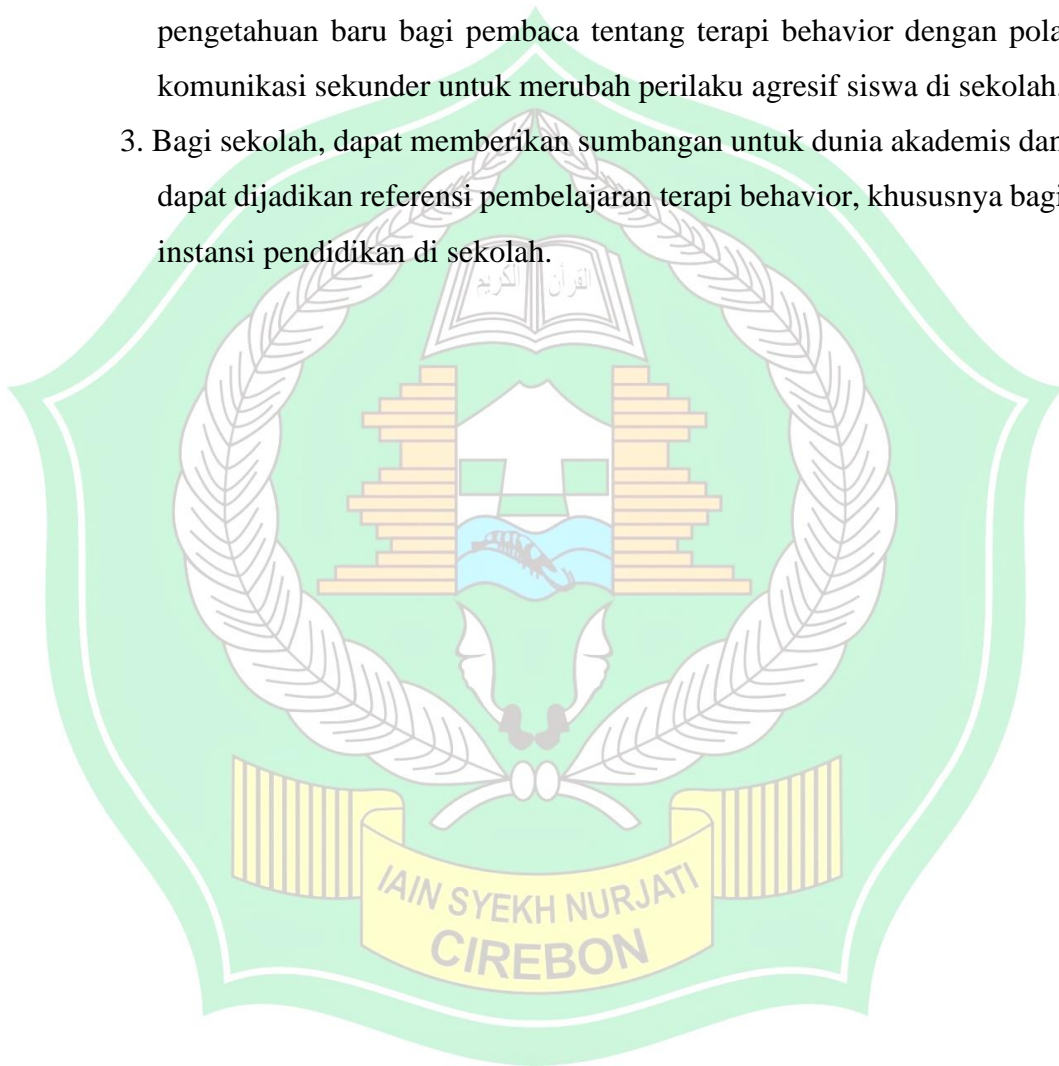 pengetahuan baru bagi pembaca tentang terapi behavior dengan pola
komunikasi sekunder untuk merubah perilaku agresif siswa di sekolah.
3. Bagi sekolah, dapat memberikan sumbangan untuk dunia akademis dan
dapat dijadikan referensi pembelajaran terapi behavior, khususnya bagi
instansi pendidikan di sekolah.
القرآن الكريم
IAIN SYEKH NURJATI
CIREBON